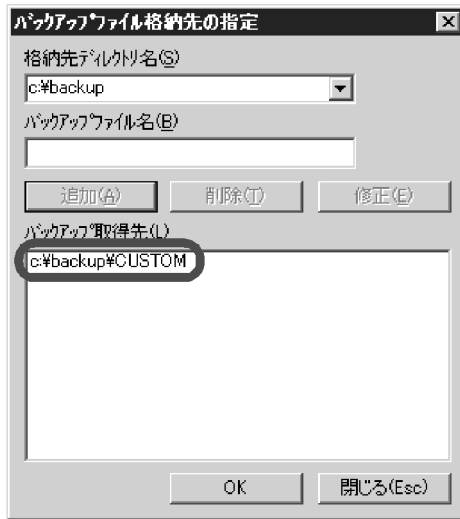 バックアップファイル格納先の指定
格納先ディレクトリ名(S)
c:¥backup
バックアップファイル名(B)
追加(A) 削除(T) 修正(E)
バックアップ取得先(L)
c:¥backup¥CUSTOM
OK 閉じる(Esc)